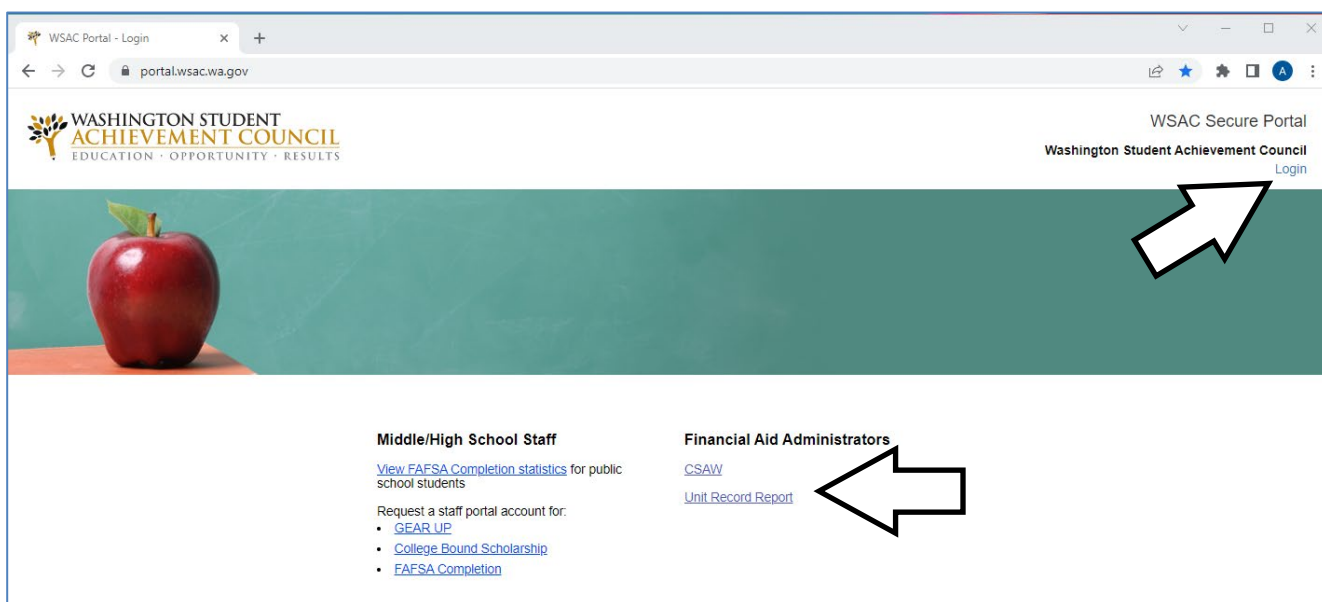 WSAC Portal - Login
portal.wsac.wa.gov
A
WASHINGTON STUDENT
ACHIEVEMENT COUNCIL
EDUCATION · OPPORTUNITY · RESULTS
WSAC Secure Portal
Washington Student Achievement Council
Login
Middle/High School Staff
View FAFSA Completion statistics for public
school students
Request a staff portal account for:
• GEAR UP
• College Bound Scholarship
• FAFSA Completion
Financial Aid Administrators
CSAW
Unit Record Report